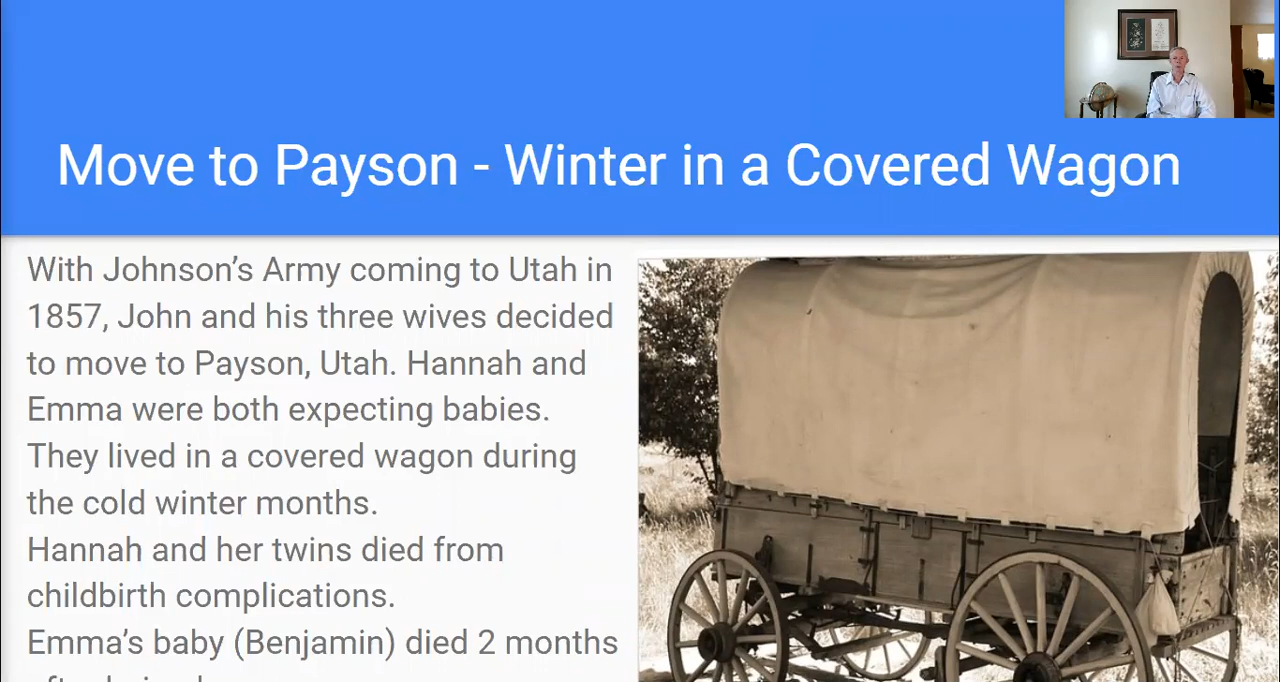 Move to Payson - Winter in a Covered Wagon
With Johnson’s Army coming to Utah in
1857, John and his three wives decided
to move to Payson, Utah. Hannah and
Emma were both expecting babies.
They lived in a covered wagon during
the cold winter months.
Hannah and her twins died from
childbirth complications.
Emma’s baby (Benjamin) died 2 months